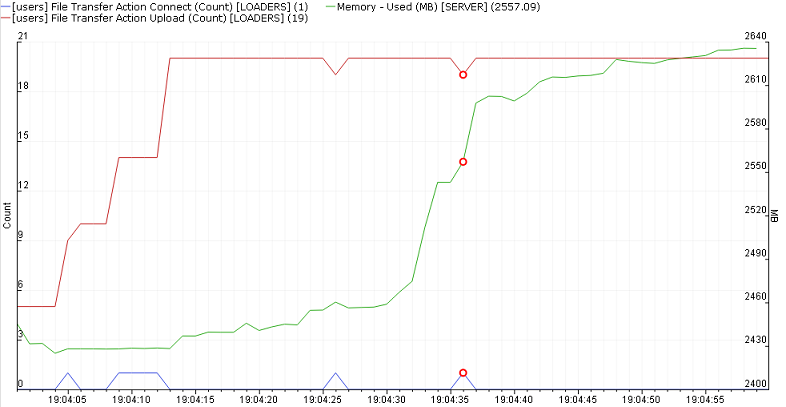 [users] File Transfer Action Connect (Count) [LOADERS] (1) Memory - Used (MB) [SERVER] (2557.09)
[users] File Transfer Action Upload (Count) [LOADERS] (19)
21 2640
18 2610
15 2580
12 2550
9 2520
6 2490
3 2460
0 2430
2400
Count
MB
19:04:05 19:04:10 19:04:15 19:04:20 19:04:25 19:04:30 19:04:35 19:04:40 19:04:45 19:04:50 19:04:55